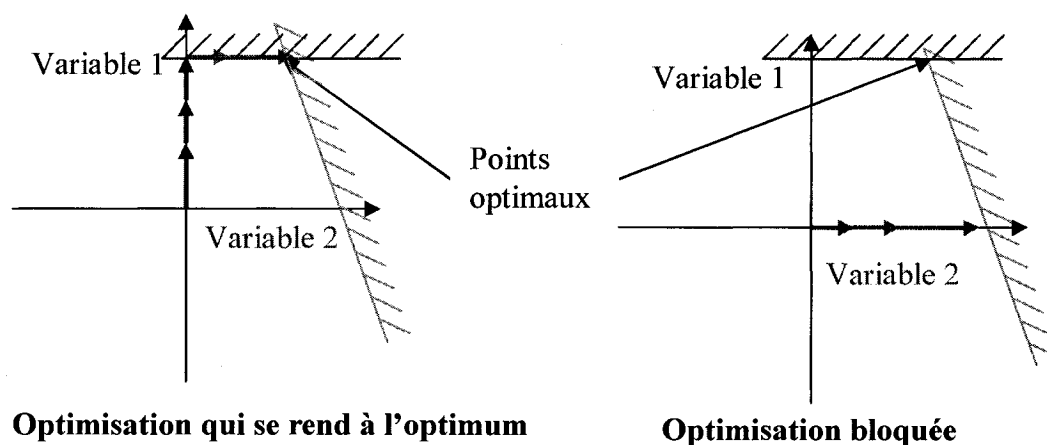 Variable 1
Variable 2
Points
optimaux
Variable 1
Variable 2
Optimisation qui se rend à l'optimum
Optimisation bloquée